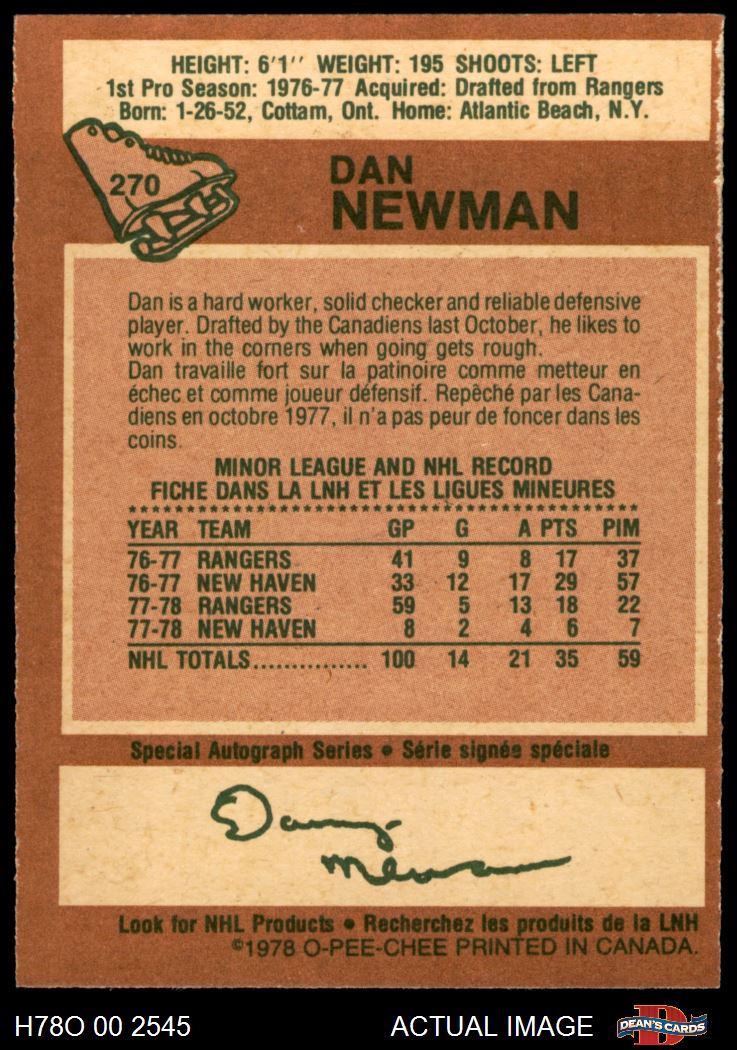 HEIGHT: 6'1'' WEIGHT: 195 SHOOTS: LEFT
1st Pro Season: 1976-77 Acquired: Drafted from Rangers
Born: 1-26-52, Cottam, Ont. Home: Atlantic Beach, N.Y.
270
DAN
NEWMAN
Dan is a hard worker, solid checker and reliable defensive
player. Drafted by the Canadiens last October, he likes to
work in the corners when going gets rough.
Dan travaille fort sur la patinoire comme metteur en
échec et comme joueur défensif. Repèché par les Cana-
diens en octobre 1977, il n'a pas peur de foncer dans les
coins.
MINOR LEAGUE AND NHL RECORD
FICHE DANS LA LNH ET LES LIGUES MINEURES
YEAR TEAM GP G A PTS PIM
76-77 RANGERS 41 9 8 17 37
76-77 NEW HAVEN 33 12 17 29 57
77-78 RANGERS 59 5 13 18 22
77-78 NEW HAVEN 8 2 4 6 7
NHL TOTALS............... 100 14 21 35 59
Special Autograph Series • Série signée spéciale
Danny
Newman
Look for NHL Products • Recherchez les produits de la LNH
©1978 O-PEE-CHEE PRINTED IN CANADA.
H78O 00 2545 ACTUAL IMAGE D DEAN'S CARDS